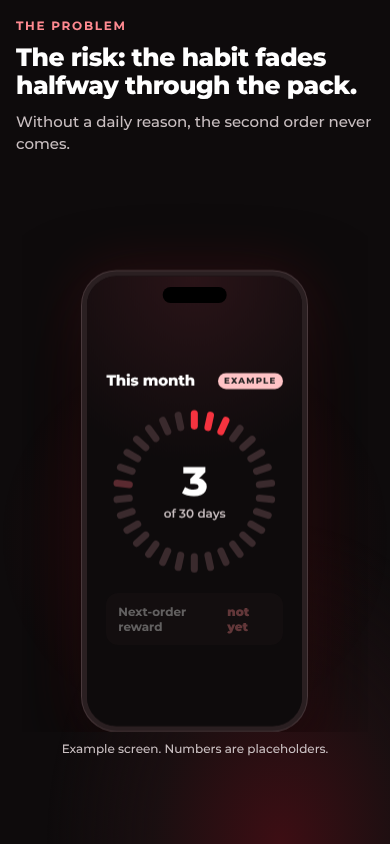 THE PROBLEM
The risk: the habit fades
halfway through the pack.
Without a daily reason, the second order never
comes.
This month
EXAMPLE
3
of 30 days
Next-order
reward
not
yet
Example screen. Numbers are placeholders.